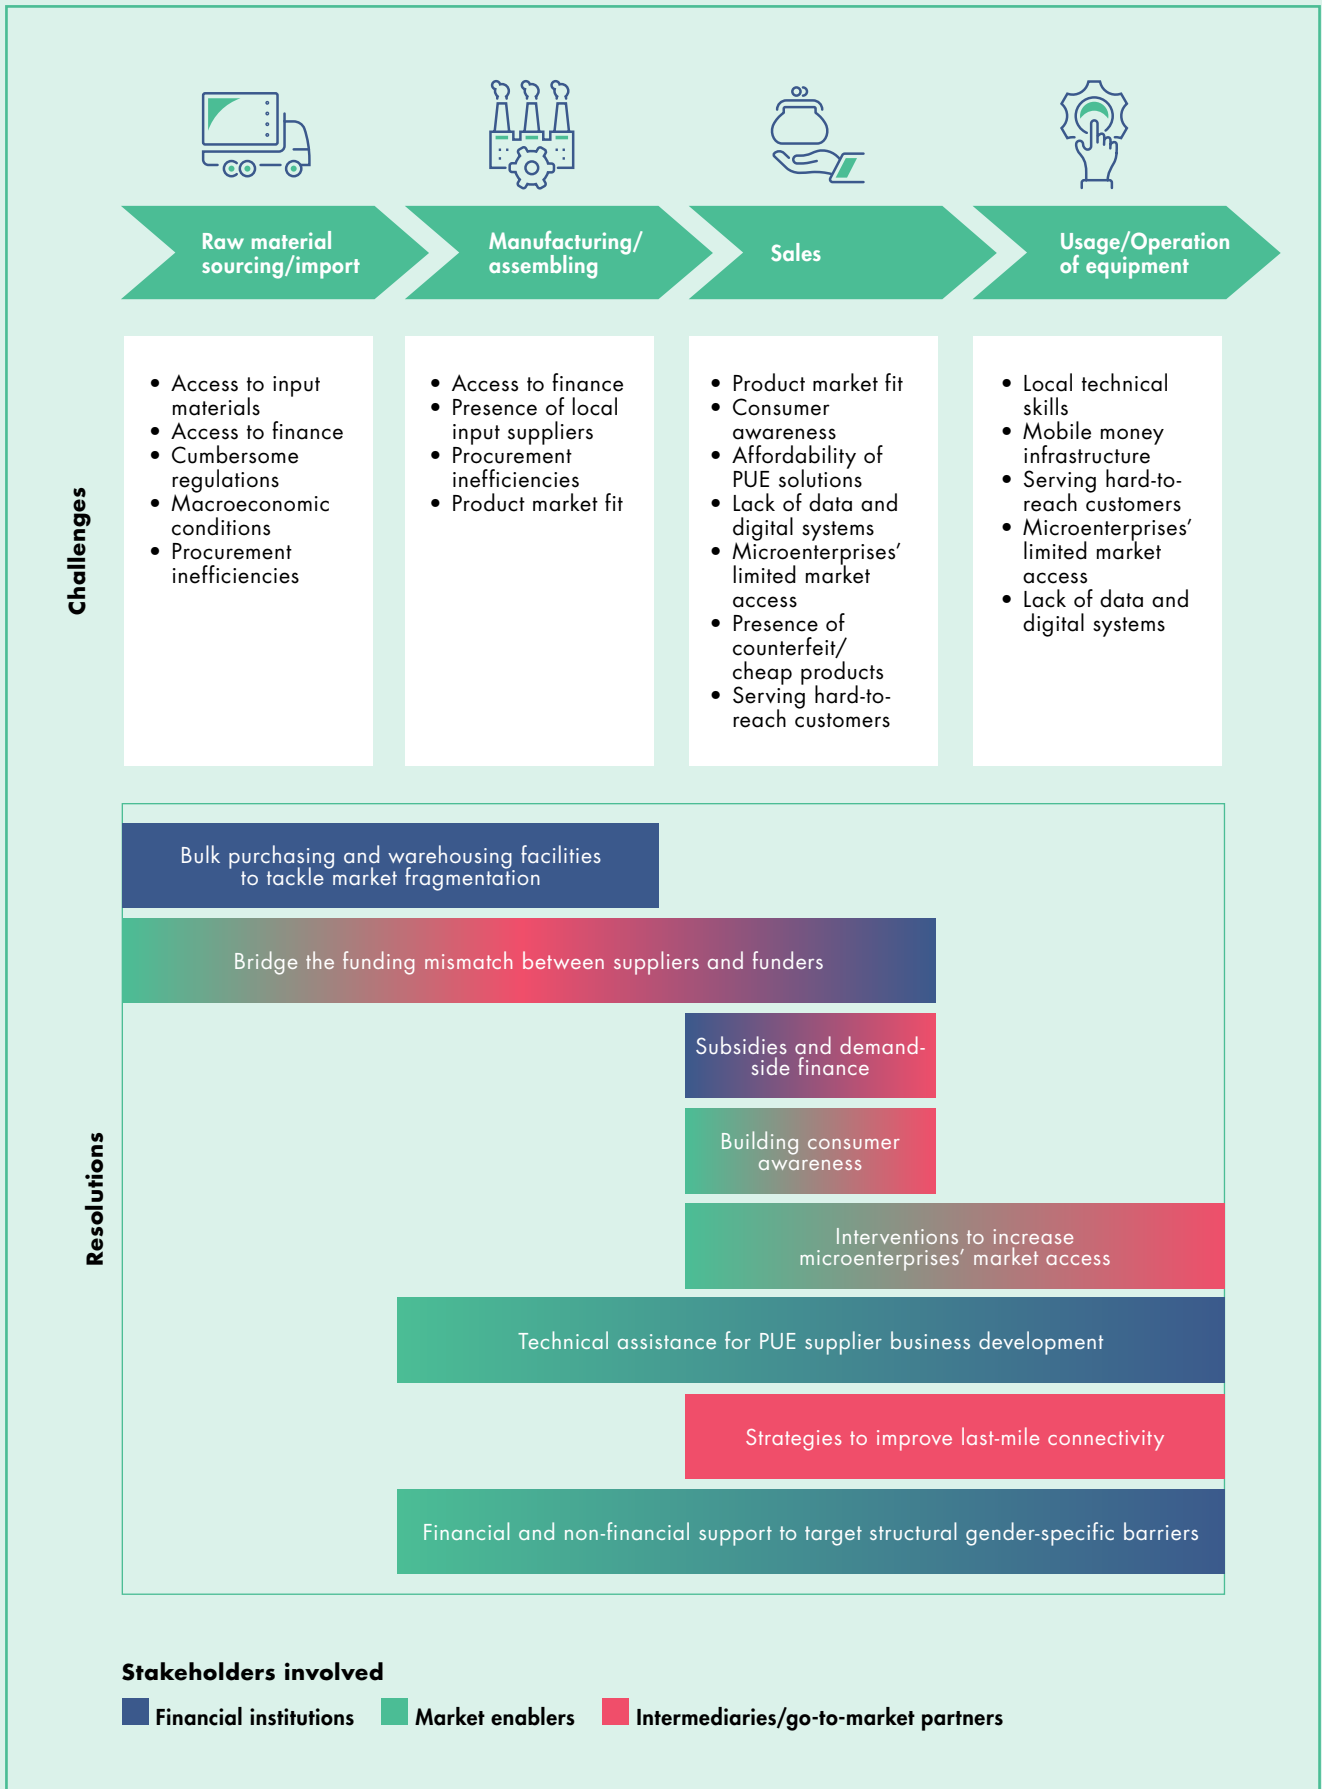 Raw material
sourcing/import
Manufacturing/
assembling
Sales
Usage/Operation
of equipment
Challenges
• Access to input
materials
• Access to finance
• Cumbersome
regulations
• Macroeconomic
conditions
• Procurement
inefficiencies
• Access to finance
• Presence of local
input suppliers
• Procurement
inefficiencies
• Product market fit
• Product market fit
• Consumer
awareness
• Affordability of
PUE solutions
• Lack of data and
digital systems
• Microenterprises’
limited market
access
• Presence of
counterfeit/
cheap products
• Serving hard-to-
reach customers
• Local technical
skills
• Mobile money
infrastructure
• Serving hard-to-
reach customers
• Microenterprises’
limited market
access
• Lack of data and
digital systems
Resolutions
Bulk purchasing and warehousing facilities
to tackle market fragmentation
Bridge the funding mismatch between suppliers and funders
Subsidies and demand-
side finance
Building consumer
awareness
Interventions to increase
microenterprises’ market access
Technical assistance for PUE supplier business development
Strategies to improve last-mile connectivity
Financial and non-financial support to target structural gender-specific barriers
Stakeholders involved
Financial institutions
Market enablers
Intermediaries/go-to-market partners